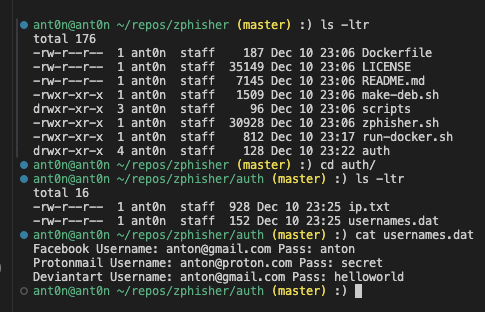 ant0n@ant0n ~/repos/zphisher (master) :) ls -ltr
total 176
-rw-r--r-- 1 ant0n staff 187 Dec 10 23:06 Dockerfile
-rw-r--r-- 1 ant0n staff 35149 Dec 10 23:06 LICENSE
-rw-r--r-- 1 ant0n staff 7145 Dec 10 23:06 README.md
-rwxr-xr-x 1 ant0n staff 1509 Dec 10 23:06 make-deb.sh
drwxr-xr-x 3 ant0n staff 96 Dec 10 23:06 scripts
-rwxr-xr-x 1 ant0n staff 30928 Dec 10 23:06 zphisher.sh
-rwxr-xr-x 1 ant0n staff 812 Dec 10 23:17 run-docker.sh
drwxr-xr-x 4 ant0n staff 128 Dec 10 23:22 auth
ant0n@ant0n ~/repos/zphisher (master) :) cd auth/
ant0n@ant0n ~/repos/zphisher/auth (master) :) ls -ltr
total 16
-rw-r--r-- 1 ant0n staff 928 Dec 10 23:25 ip.txt
-rw-r--r-- 1 ant0n staff 152 Dec 10 23:25 usernames.dat
ant0n@ant0n ~/repos/zphisher/auth (master) :) cat usernames.dat
Facebook Username: anton@gmail.com Pass: anton
Protonmail Username: anton@proton.com Pass: secret
Deviantart Username: anton@gmail.com Pass: helloworld
ant0n@ant0n ~/repos/zphisher/auth (master) :)